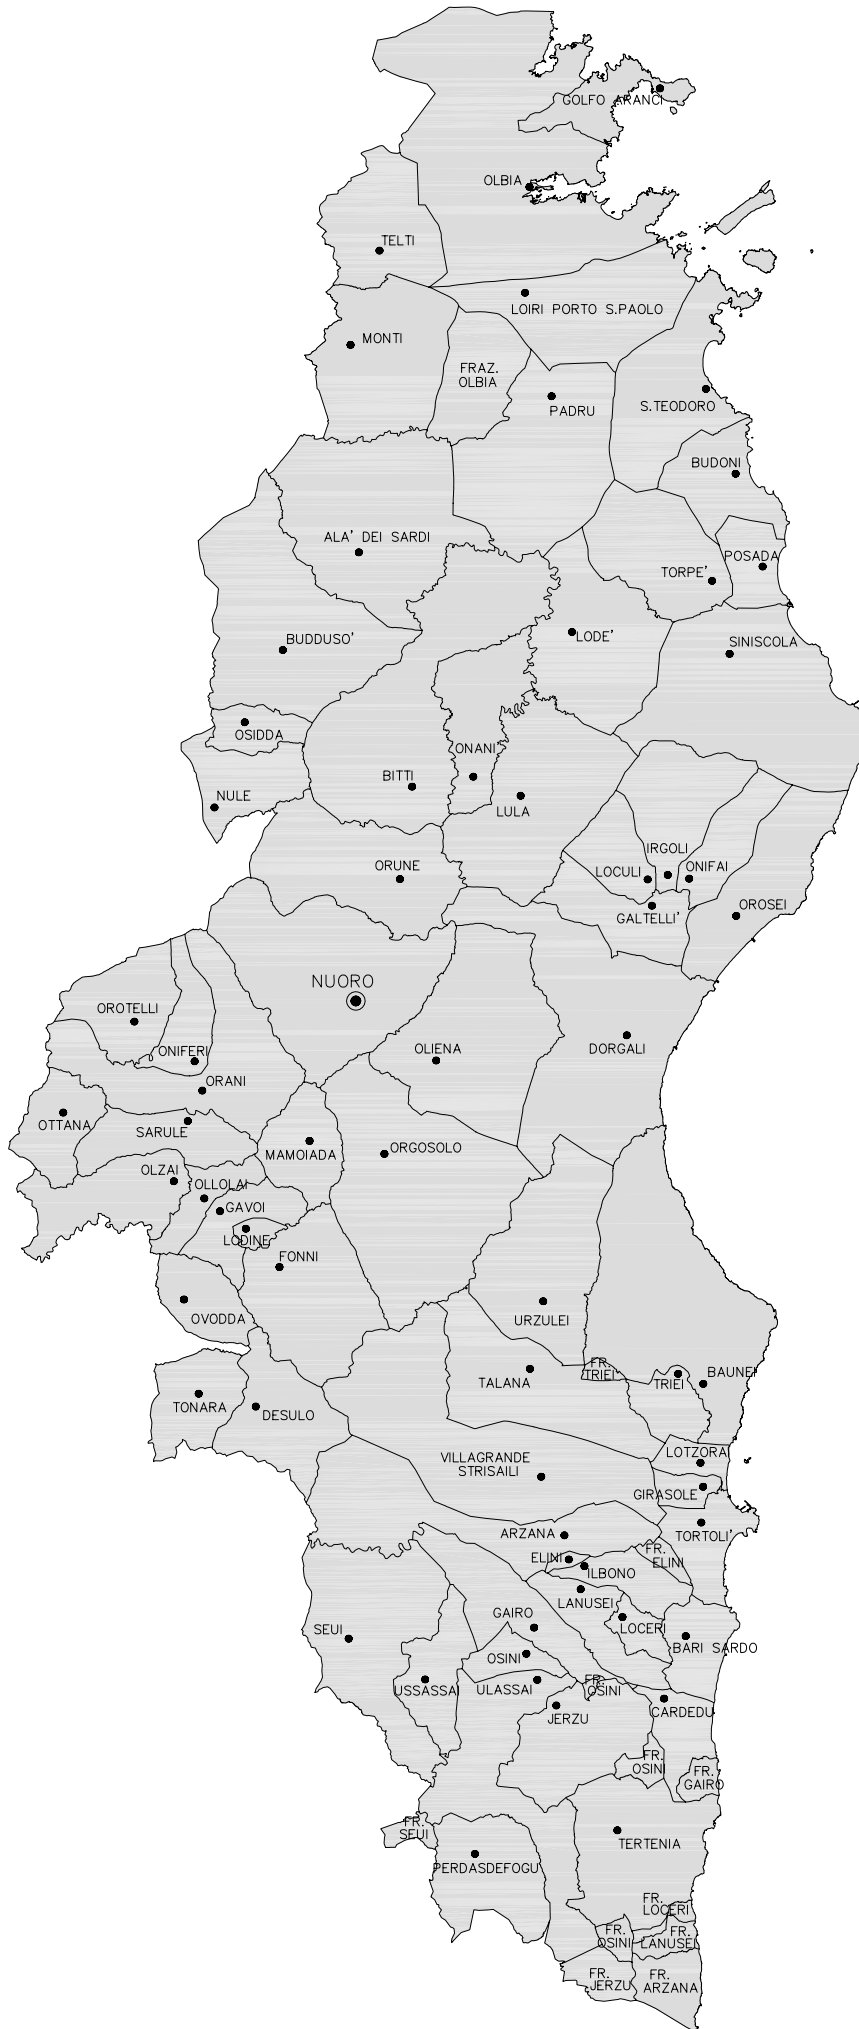 GOLFO ARANCI
OLBIA
TELTI
LOIRI PORTO S.PAOLO
MONTI
FRAZ.
OLBIA
PADRU
S.TEODORO
BUDONI
ALA' DEI SARDI
POSADA
TORPE'
BUDDUSO'
LODE'
SINISCOLA
OSIDDA
ONANI'
BITTI
NULE
LULA
IRGOLI
ORUNE
LOCULI
ONIFAI
GALTELLI'
OROSEI
NUORO
OROTELLI
ONIFERI
OLIENA
DORGALI
ORANI
OTTANA
SARULE
MAMOIADA
ORGOSOLO
OLZAI
OLLOLAI
GAVOI
LODINE
FONNI
OVODDA
URZULEI
FR.
TRIEI
TALANA
TRIEI
BAUNEI
TONARA
DESULO
LOTZORAI
VILLAGRANDE
STRISAILI
GIRASOLE
ARZANA
TORTOLI'
ELINI
FR.
ELINI
ILBONO
LANUSEI
GAIRO
LOCERI
SEUI
BARI SARDO
OSINI
USSASSAI
ULASSAI
FR.
OSINI
JERZU
CARDEDU
FR.
OSINI
FR.
GAIRO
FR.
SEUI
TERTENIA
PERDASDEFOGU
FR.
LOCERI
FR.
OSINI
FR.
LANUSEI
FR.
JERZU
FR.
ARZANA